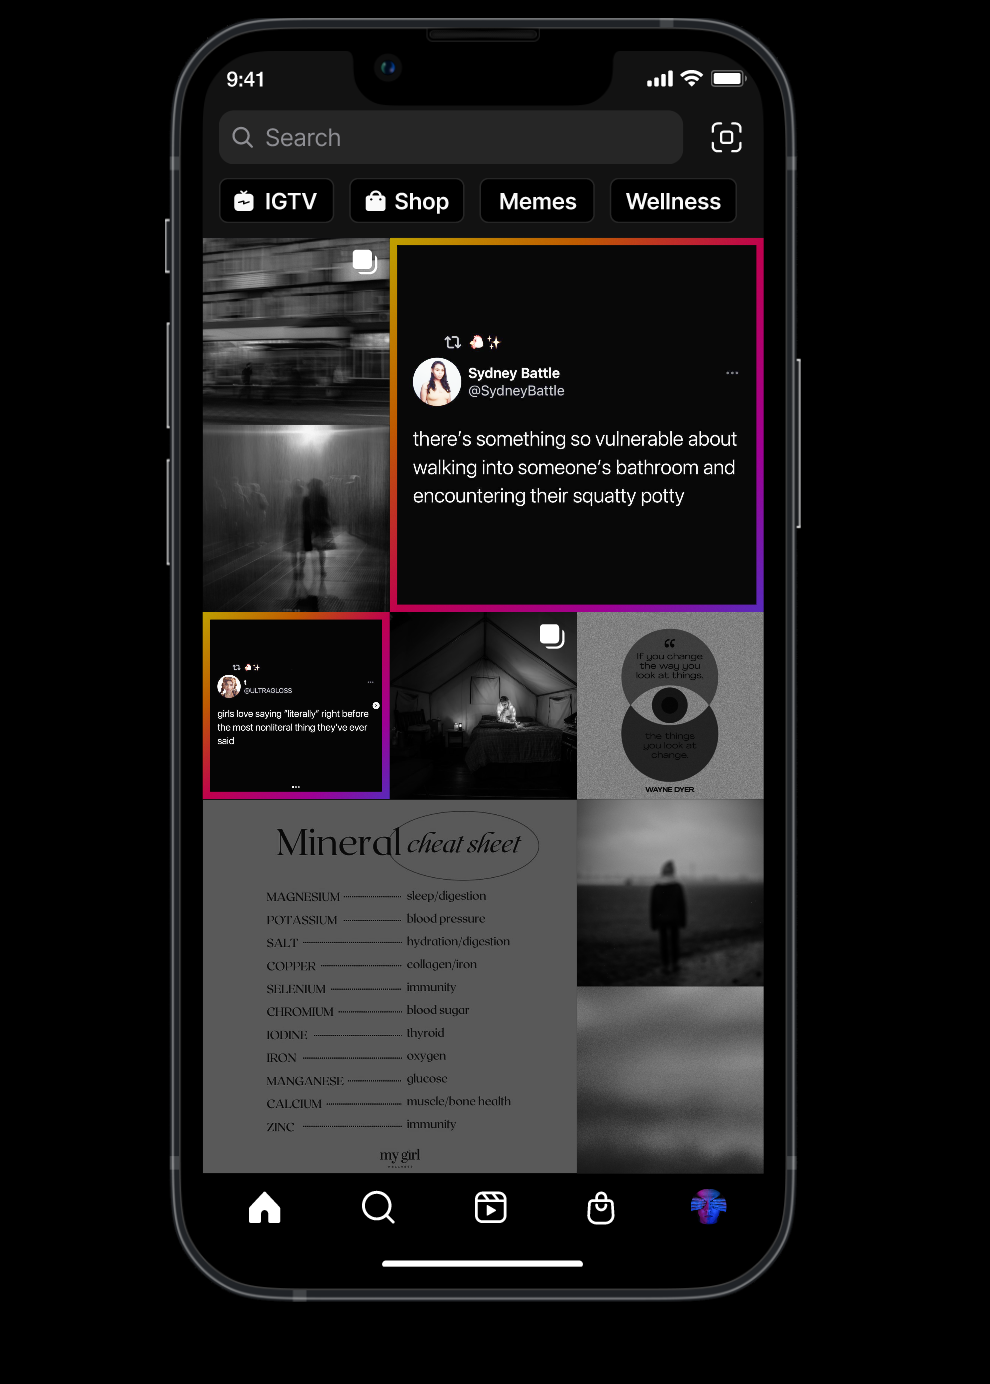 9:41
Search
IGTV
Shop
Memes
Wellness
Sydney Battle
@SydneyBattle
there's something so vulnerable about
walking into someone's bathroom and
encountering their squatty potty
t
@ULTRAGLOSS
girls love saying "literally" right before
the most nonliteral thing they've ever
said
If you change
the way you
look at things.
the things
you look at
change.
WAYNE DYER
Mineral cheat sheet
MAGNESIUM sleep/digestion
POTASSIUM blood pressure
SALT hydration/digestion
COPPER collagen/iron
SELENIUM immunity
CHROMIUM blood sugar
IODINE thyroid
IRON oxygen
MANGANESE glucose
CALCIUM muscle/bone health
ZINC immunity
my girl